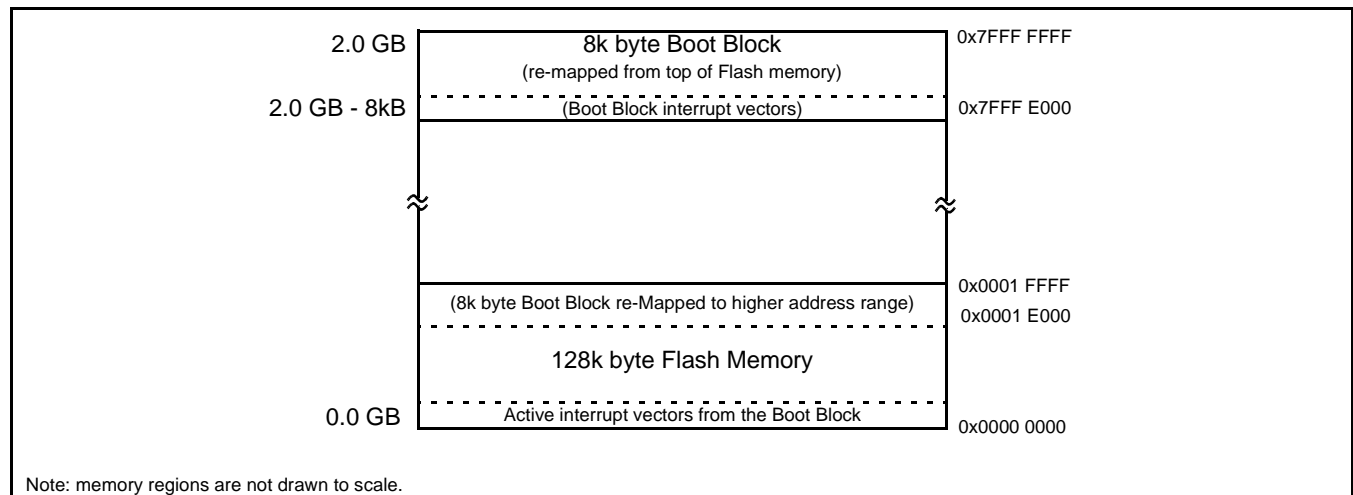 2.0 GB
8k byte Boot Block
0x7FFF FFFF
(re-mapped from top of Flash memory)
2.0 GB - 8kB
(Boot Block interrupt vectors)
0x7FFF E000
0x0001 FFFF
(8k byte Boot Block re-Mapped to higher address range)
0x0001 E000
128k byte Flash Memory
0.0 GB
Active interrupt vectors from the Boot Block
0x0000 0000
Note: memory regions are not drawn to scale.